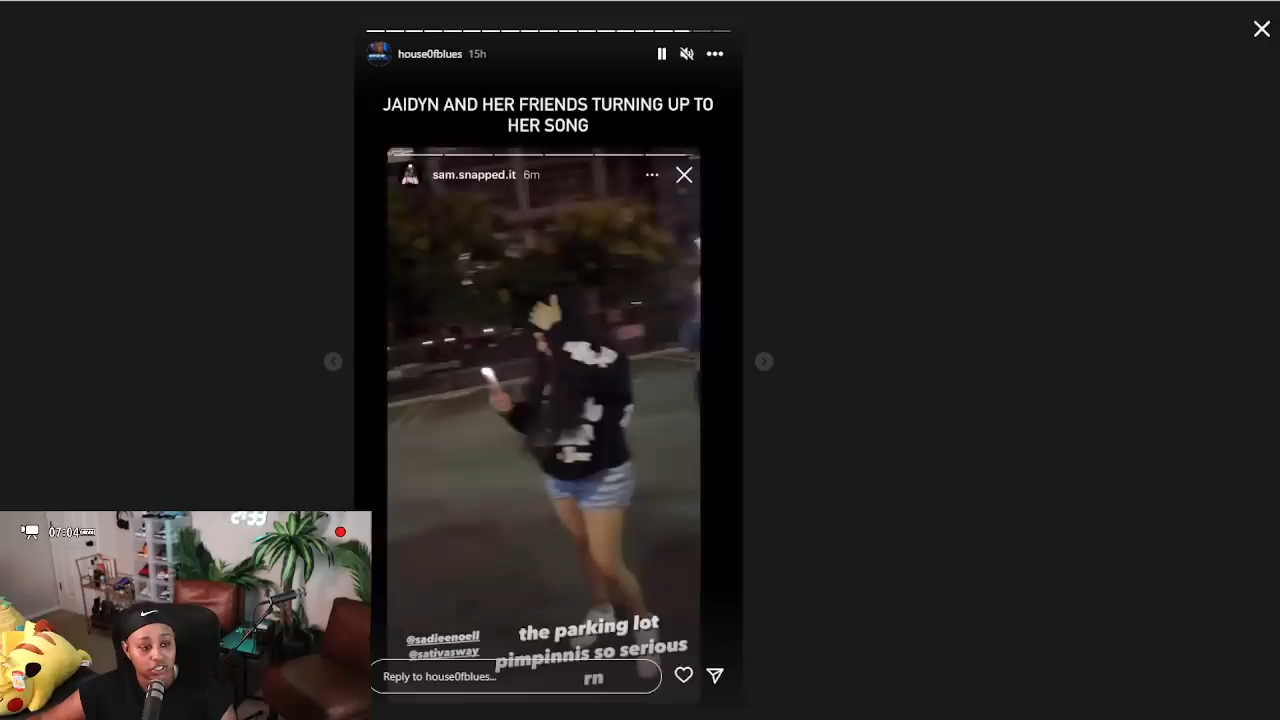 house0fblues 15h
JAIDYN AND HER FRIENDS TURNING UP TO
HER SONG
sam.snapped.it 6m
@sadieenoell
@sativasway
the parking lot
pimpinnis so serious
rn
Reply to house0fblues...
07:04